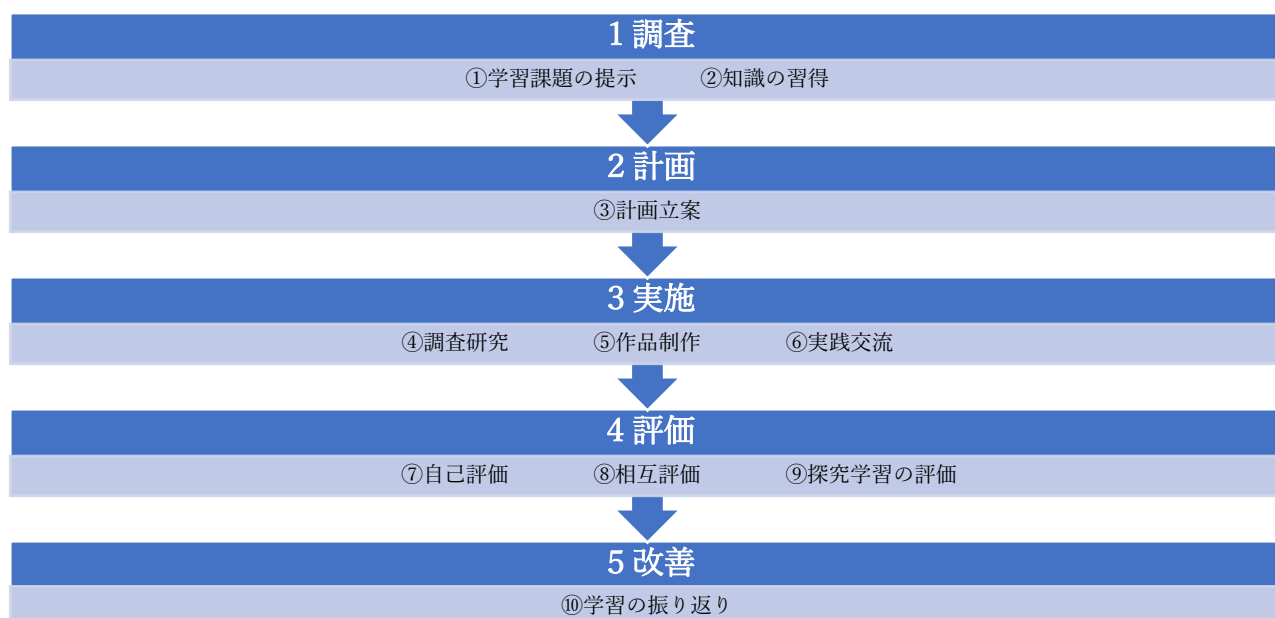 1 調査
①学習課題の提示 ②知識の習得
2 計画
③計画立案
3 実施
④調査研究 ⑤作品制作 ⑥実践交流
4 評価
⑦自己評価 ⑧相互評価 ⑨探究学習の評価
5 改善
⑩学習の振り返り